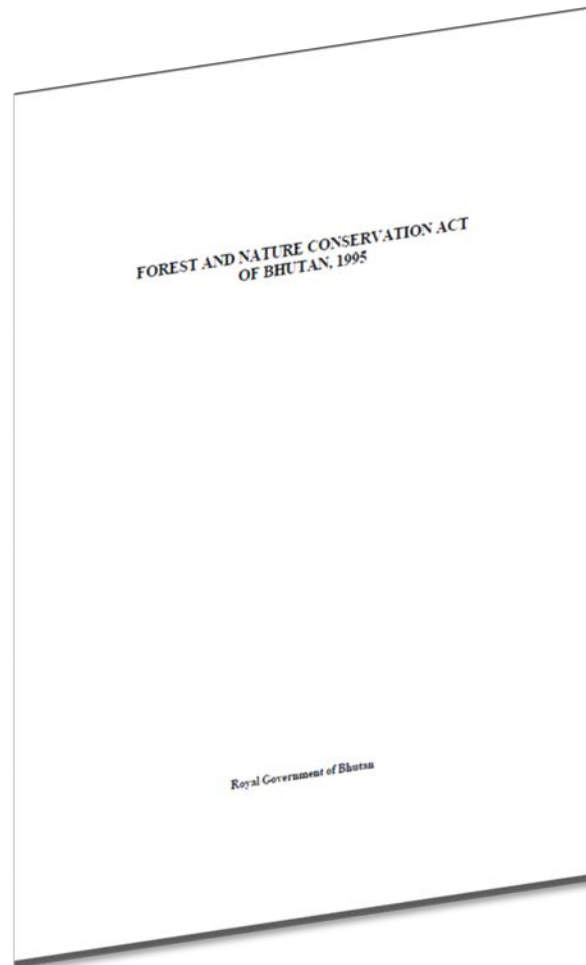 FOREST AND NATURE CONSERVATION ACT
OF BHUTAN, 1995
Royal Government of Bhutan